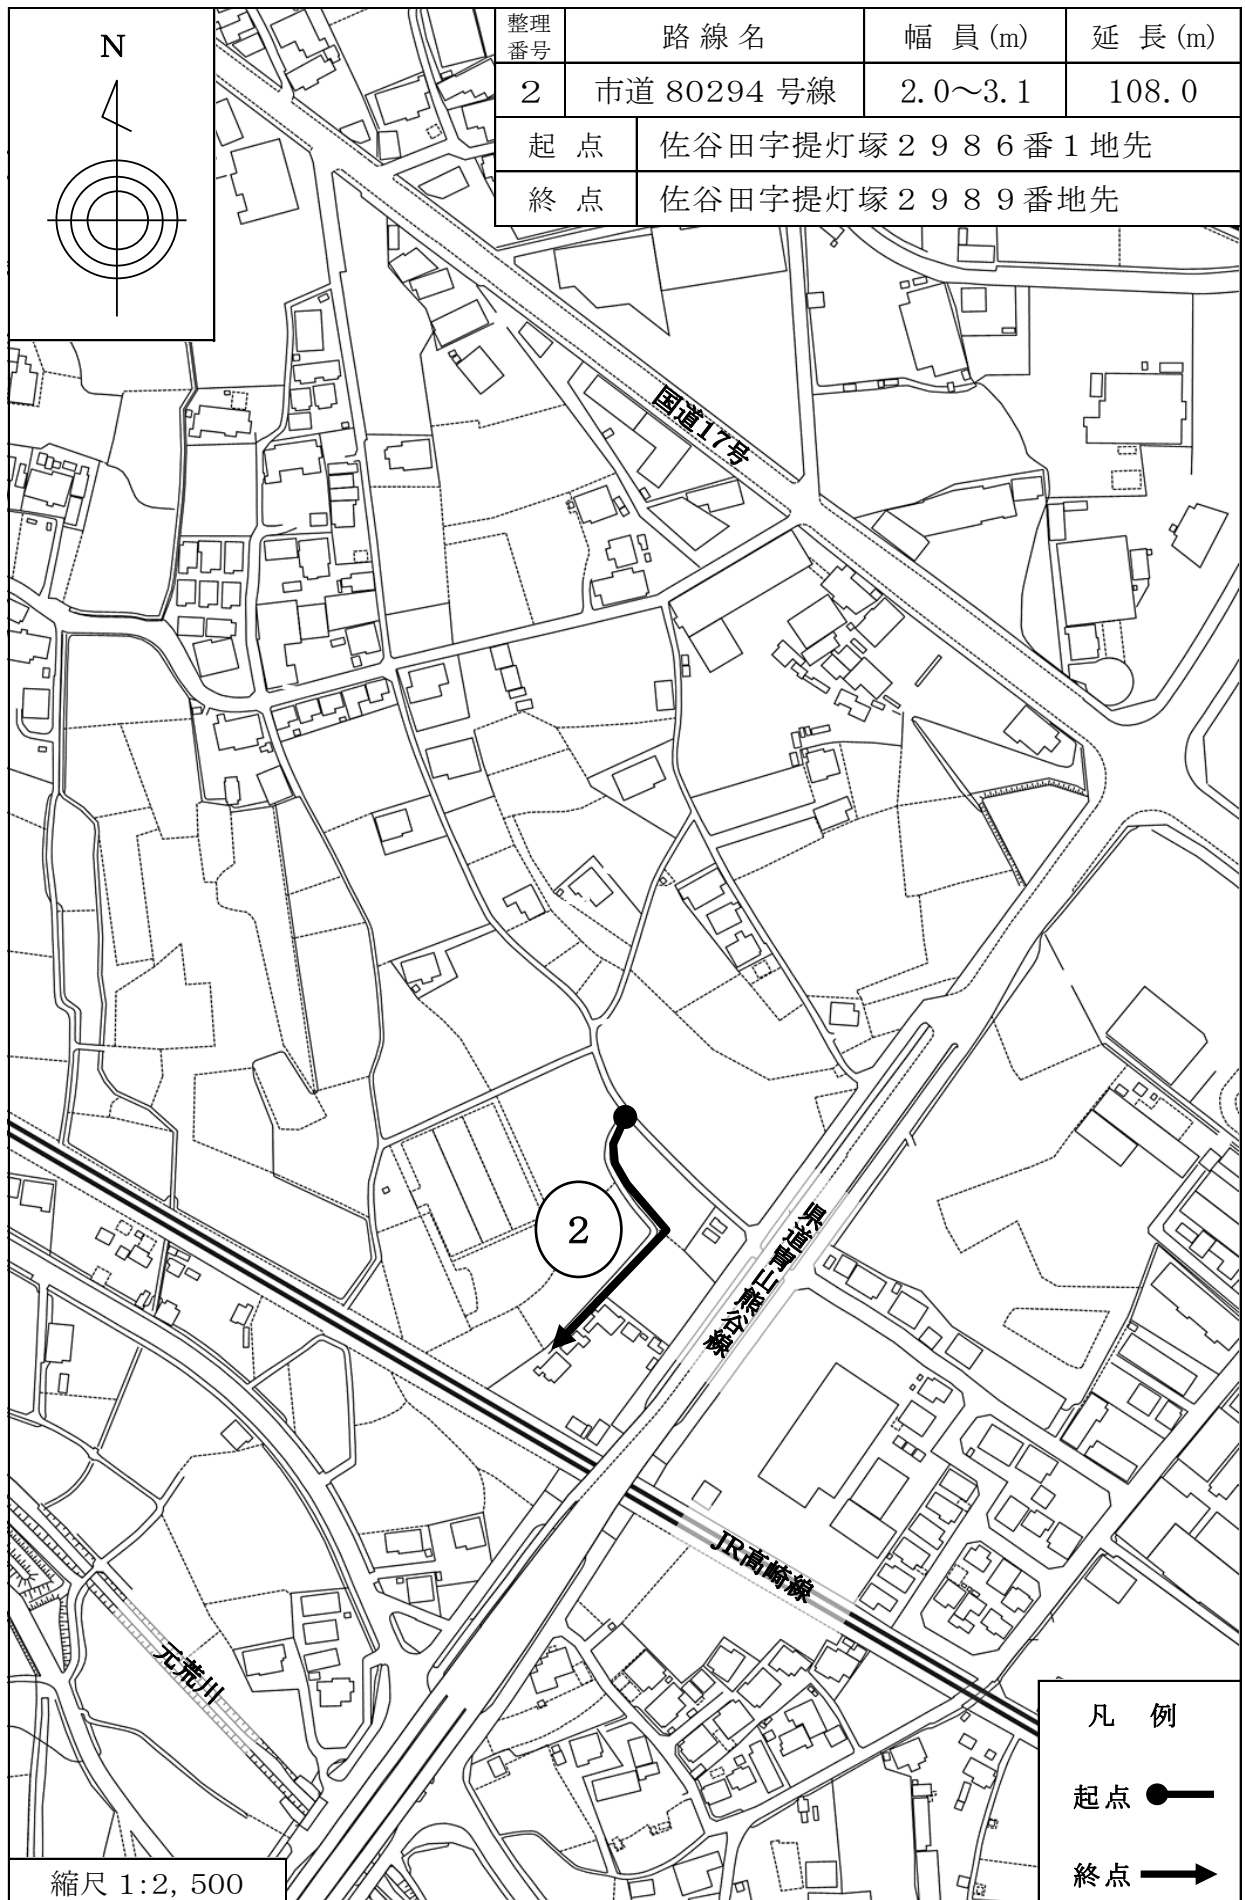 N
整理番号 路線名 幅員(m) 延長(m)
2 市道 80294 号線 2.0～3.1 108.0
起点 佐谷田字提灯塚２９８６番１地先
終点 佐谷田字提灯塚２９８９番地先
国道17号
2
県道冑山熊谷線
JR高崎線
元荒川
凡例
起点
終点
縮尺 1:2,500